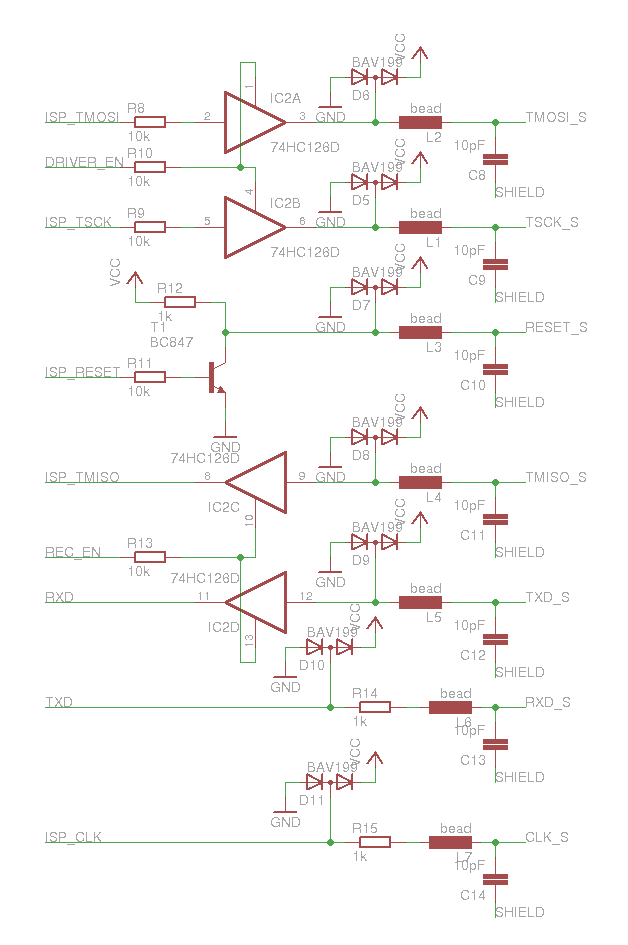 BAV199 VCC
D6
GND
ISP_TMOSI R8 10k 2 1 IC2A 3 74HC126D bead L2 TMOSI_S
10pF
C8
SHIELD
DRIVER_EN R10 10k
BAV199 VCC
D5
GND
ISP_TSCK R9 10k 5 4 IC2B 6 74HC126D bead L1 TSCK_S
10pF
C9
SHIELD
VCC R12 1k
BAV199 VCC
D7
GND
bead L3 RESET_S
T1
BC847
10pF
C10
SHIELD
ISP_RESET R11 10k
GND
BAV199 VCC
D8
GND
74HC126D
ISP_TMISO 8 9 IC2C 10 bead L4 TMISO_S
10pF
C11
SHIELD
REC_EN R13 10k
BAV199 VCC
D9
GND
74HC126D
RXD 11 12 IC2D 13 bead L5 TXD_S
10pF
C12
SHIELD
BAV199 VCC
D10
GND
TXD R14 1k bead L6 RXD_S
10pF
C13
SHIELD
BAV199 VCC
D11
GND
ISP_CLK R15 1k bead L7 CLK_S
10pF
C14
SHIELD